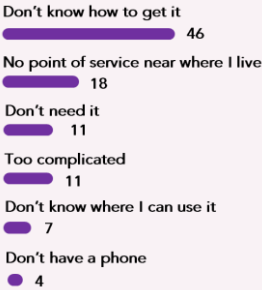 Don't know how to get it
46
No point of service near where I live
18
Don't need it
11
Too complicated
11
Don't know where I can use it
7
Don't have a phone
4